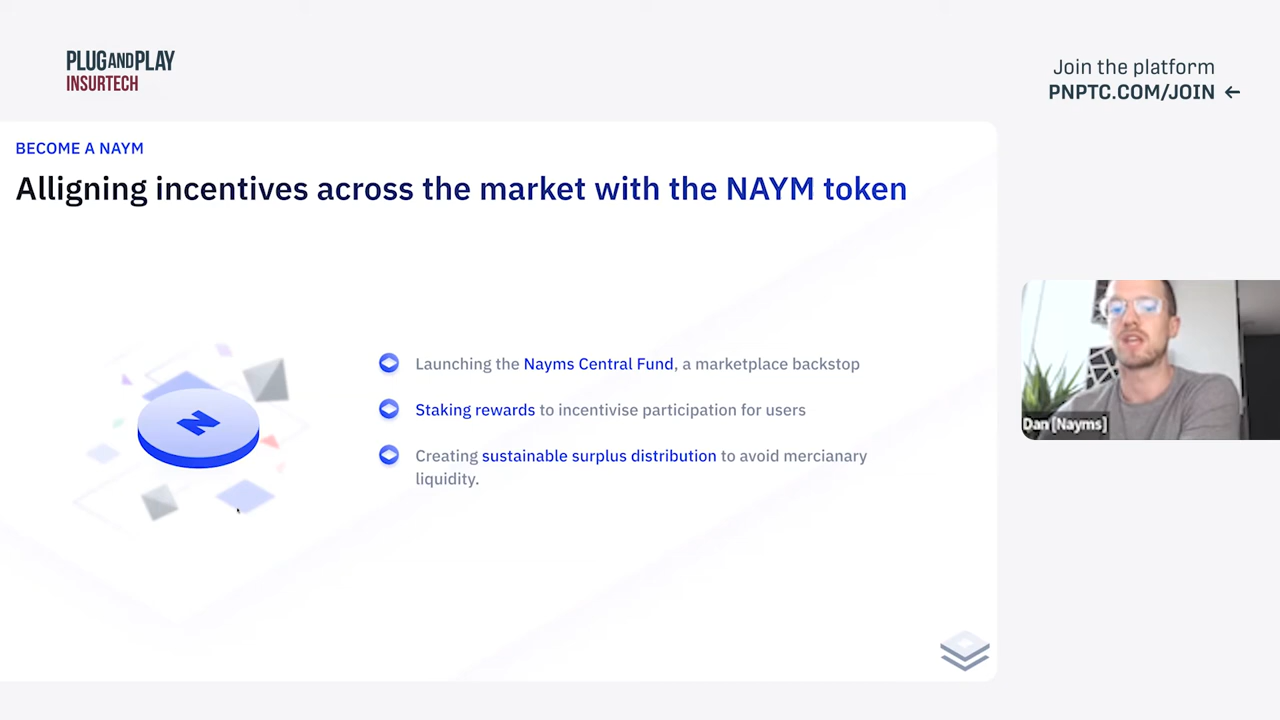 PLUGANDPLAY
INSURTECH
Join the platform
PNPTC.COM/JOIN ←
BECOME A NAYM
Alligning incentives across the market with the NAYM token
Launching the Nayms Central Fund, a marketplace backstop
Staking rewards to incentivise participation for users
Creating sustainable surplus distribution to avoid mercianary
liquidity.
N
Dan [Nayms]